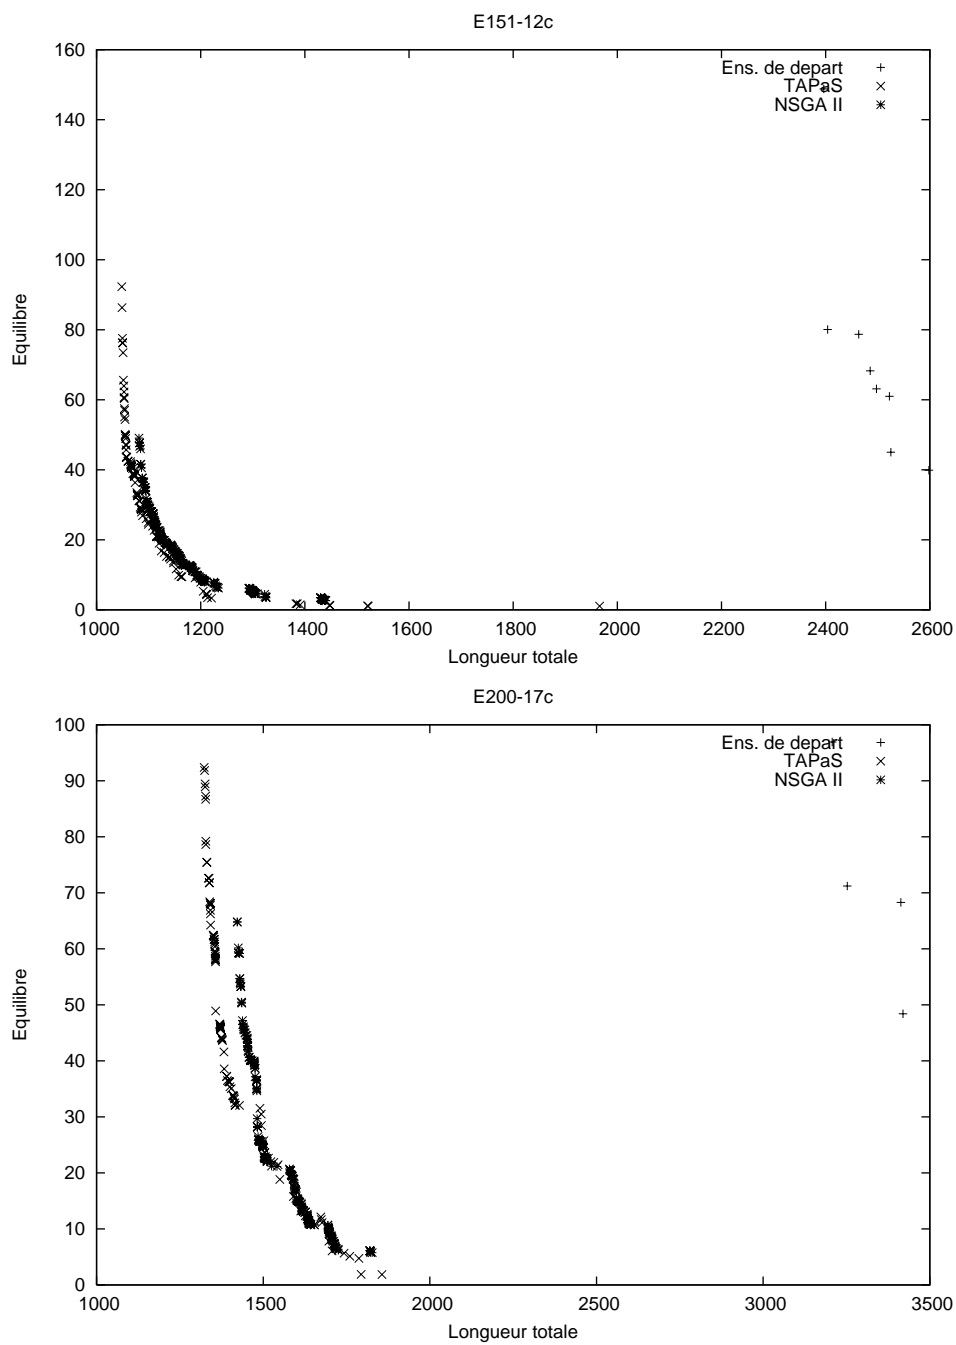 E151-12c
160
140
120
100
80
60
40
20
0
Equilibre
Ens. de depart
TAPaS
NSGA II
1000 1200 1400 1600 1800 2000 2200 2400 2600
Longueur totale
E200-17c
100
90
80
70
60
50
40
30
20
10
0
Equilibre
Ens. de depart
TAPaS
NSGA II
1000 1500 2000 2500 3000 3500
Longueur totale